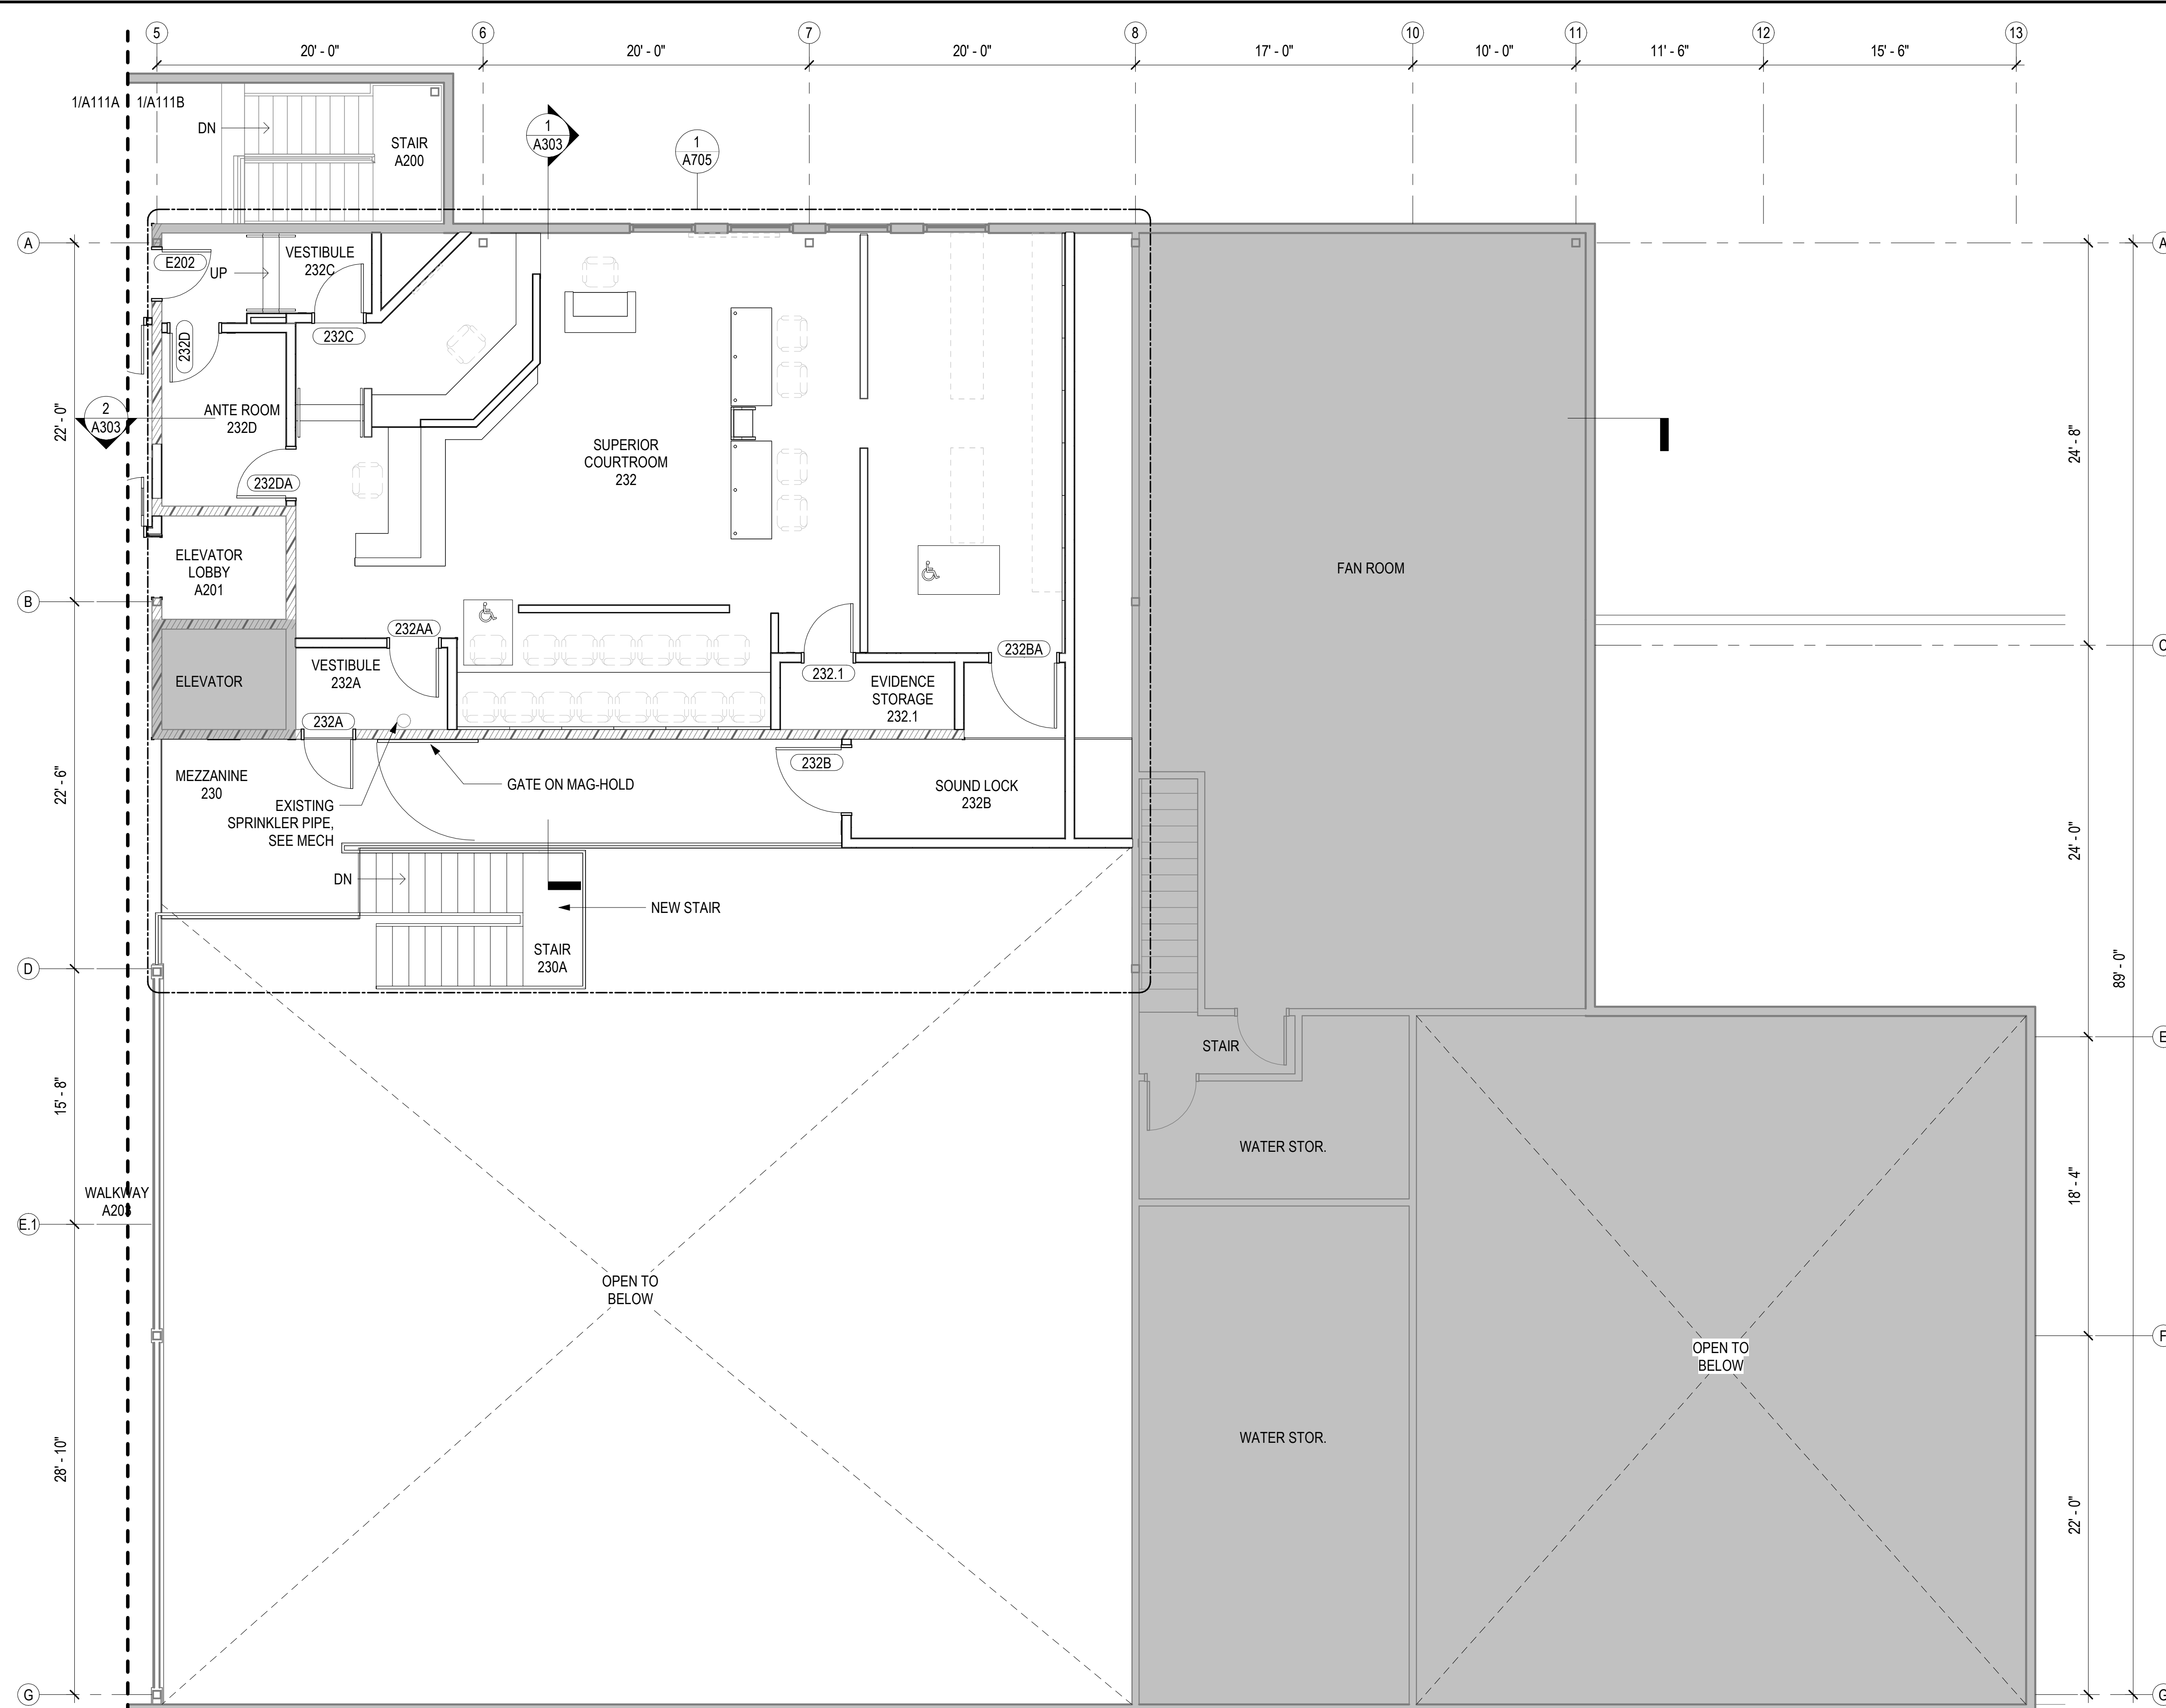 5
6
7
8
10
11
12
13
20' - 0"
20' - 0"
20' - 0"
17' - 0"
10' - 0"
11' - 6"
15' - 6"
1/A111A
1/A111B
DN
STAIR
A200
1
A303
1
A705
A
A
E202
UP
VESTIBULE
232C
232C
232D
ANTE ROOM
232D
2
A303
22' - 0"
24' - 8"
232DA
SUPERIOR
COURTROOM
232
ELEVATOR
LOBBY
A201
FAN ROOM
B
232AA
C
VESTIBULE
232A
ELEVATOR
232A
232.1
232BA
EVIDENCE
STORAGE
232.1
MEZZANINE
230
22' - 6"
GATE ON MAG-HOLD
232B
SOUND LOCK
232B
EXISTING
SPRINKLER PIPE,
SEE MECH
24' - 0"
DN
NEW STAIR
STAIR
230A
D
89' - 0"
E
STAIR
15' - 8"
WATER STOR.
18' - 4"
WALKWAY
A203
E.1
OPEN TO
BELOW
F
OPEN TO
BELOW
28' - 10"
WATER STOR.
22' - 0"
G
G